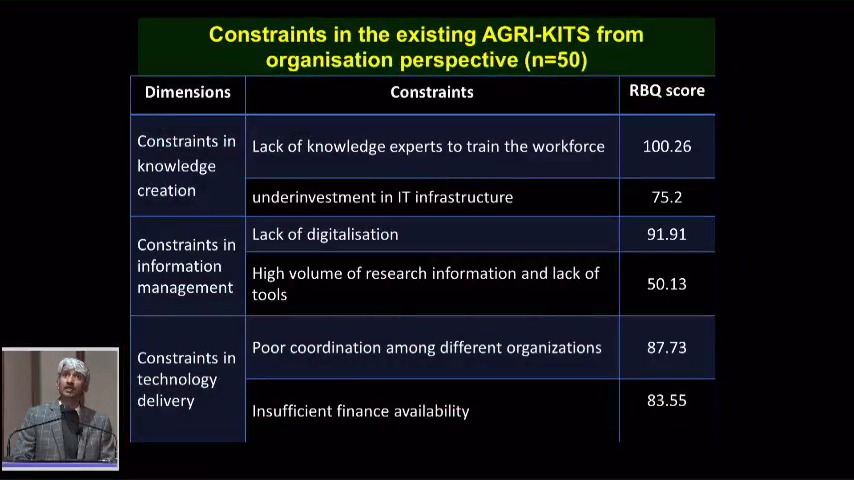 Constraints in the existing AGRI-KITS from
organisation perspective (n=50)
Dimensions Constraints RBQ score
Constraints in
knowledge
creation
Lack of knowledge experts to train the workforce 100.26
underinvestment in IT infrastructure 75.2
Constraints in
information
management
Lack of digitalisation 91.91
High volume of research information and lack of
tools
50.13
Constraints in
technology
delivery
Poor coordination among different organizations 87.73
Insufficient finance availability 83.55